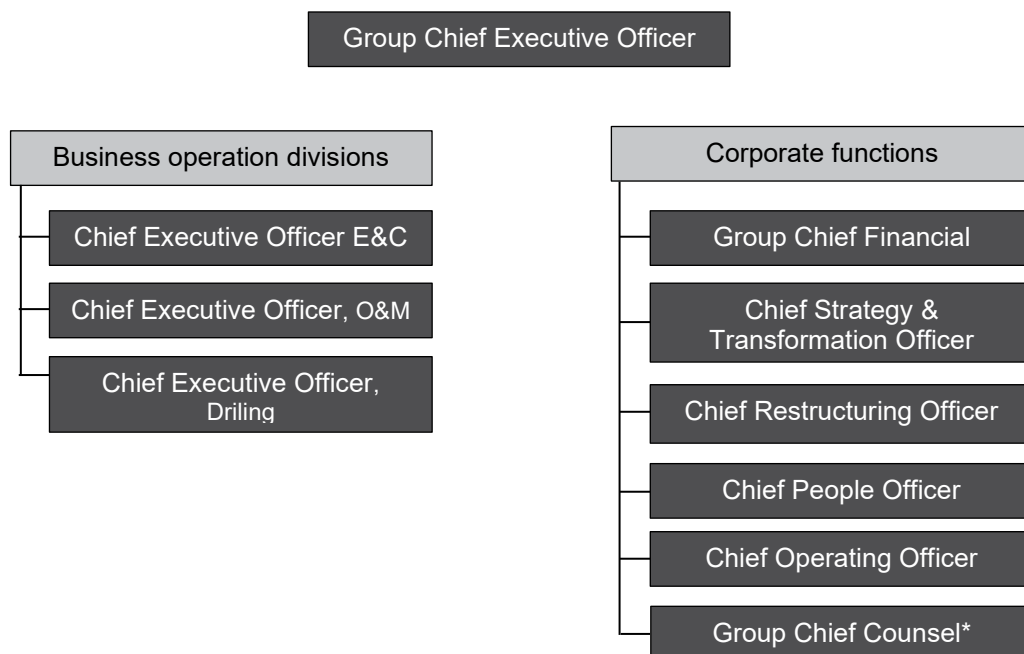 Group Chief Executive Officer
Business operation divisions
Chief Executive Officer E&C
Chief Executive Officer, O&M
Chief Executive Officer,
Driling
Corporate functions
Group Chief Financial
Chief Strategy &
Transformation Officer
Chief Restructuring Officer
Chief People Officer
Chief Operating Officer
Group Chief Counsel*